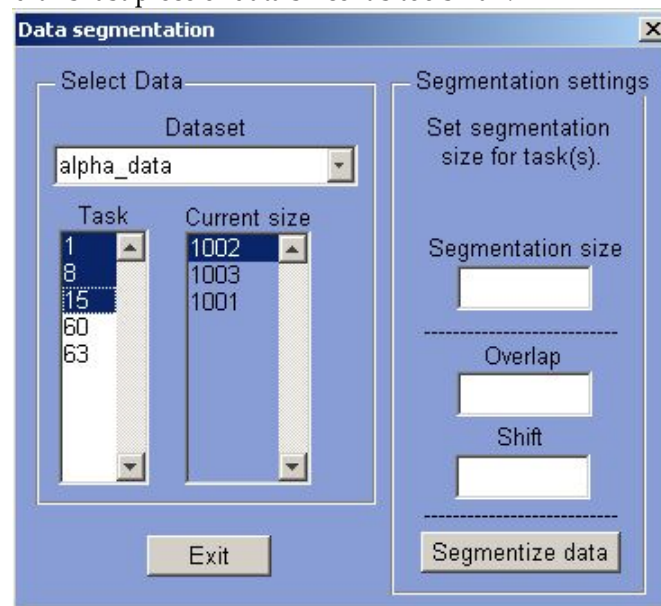 Data segmentation
Select Data
Dataset
alpha_data
Task
1
8
15
60
63
Current size
1002
1003
1001
Exit
Segmentation settings
Set segmentation
size for task(s).
Segmentation size
Overlap
Shift
Segmentize data